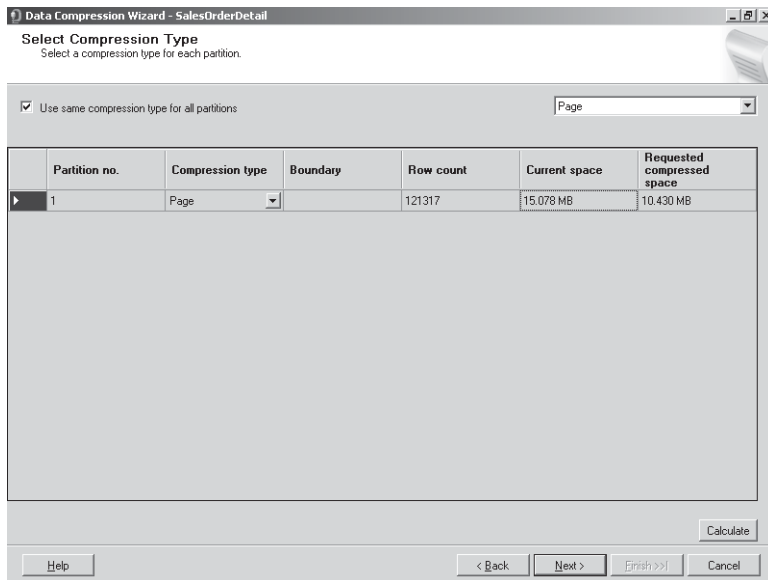 Data Compression Wizard - SalesOrderDetail
Select Compression Type
Select a compression type for each partition.
Use same compression type for all partitions
Page
Partition no. Compression type Boundary Row count Current space Requested compressed space
1 Page 121317 15.078 MB 10.430 MB
Calculate
Help < Back Next > Finish >>| Cancel